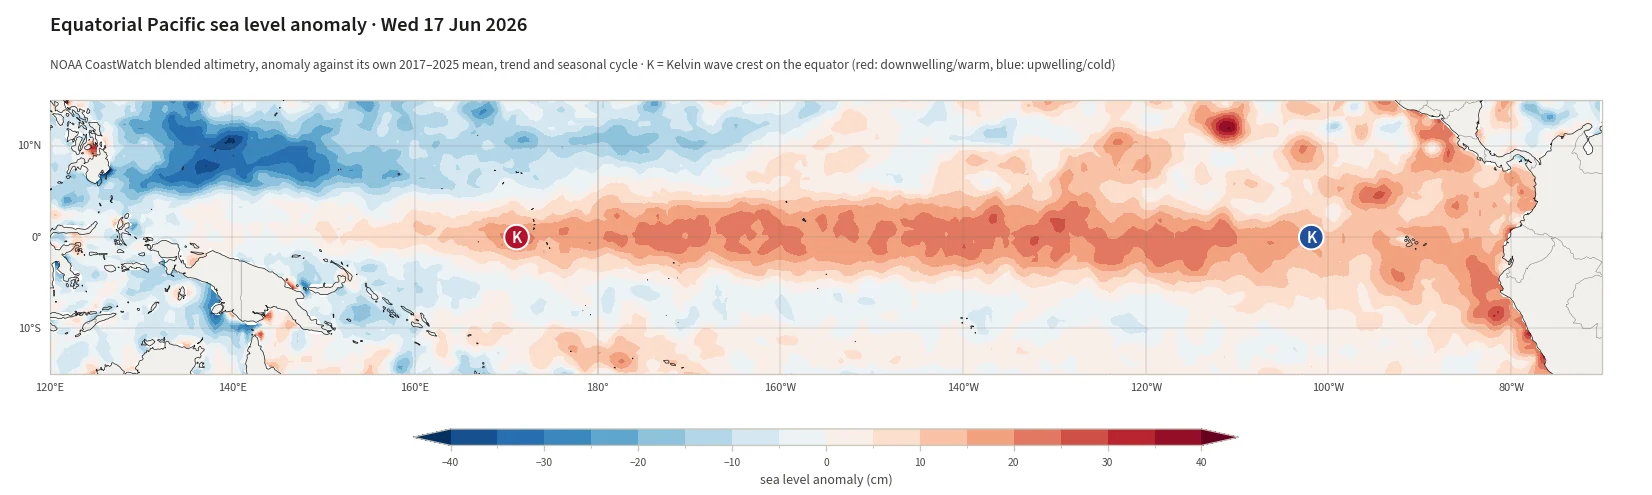 Equatorial Pacific sea level anomaly · Wed 17 Jun 2026
NOAA CoastWatch blended altimetry, anomaly against its own 2017–2025 mean, trend and seasonal cycle · K = Kelvin wave crest on the equator (red: downwelling/warm, blue: upwelling/cold)
10°N
0°
K
K
10°S
120°E 140°E 160°E 180° 160°W 140°W 120°W 100°W 80°W
−40 −30 −20 −10 0 10 20 30 40
sea level anomaly (cm)